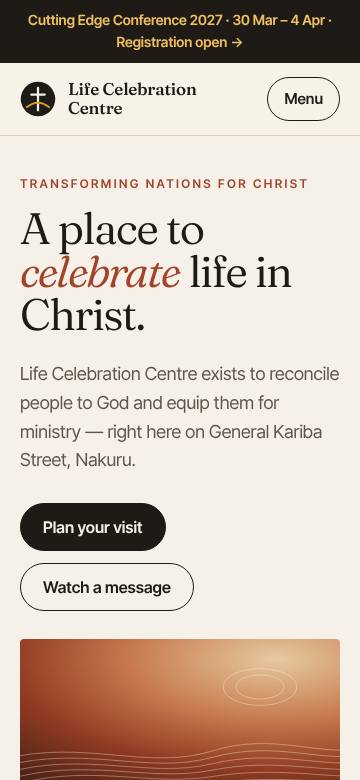 Cutting Edge Conference 2027 · 30 Mar – 4 Apr ·
Registration open →
Life Celebration
Centre
Menu
TRANSFORMING NATIONS FOR CHRIST
A place to
celebrate life in
Christ.
Life Celebration Centre exists to reconcile
people to God and equip them for
ministry — right here on General Kariba
Street, Nakuru.
Plan your visit
Watch a message